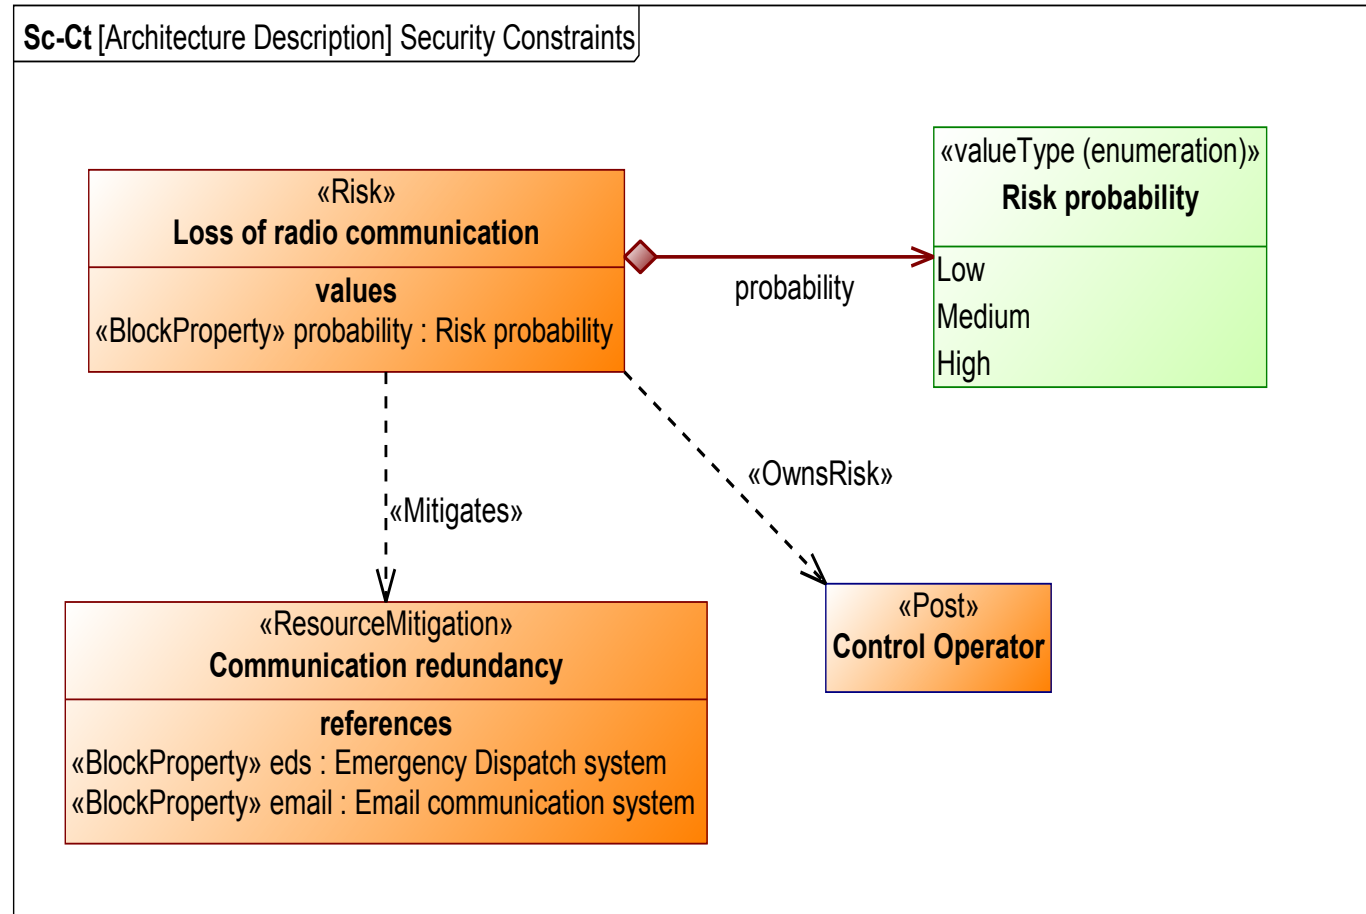 Sc-Ct [Architecture Description] Security Constraints
«Risk»
Loss of radio communication
values
«BlockProperty» probability : Risk probability
probability
«valueType (enumeration)»
Risk probability
Low
Medium
High
«Mitigates»
«OwnsRisk»
«ResourceMitigation»
Communication redundancy
references
«BlockProperty» eds : Emergency Dispatch system
«BlockProperty» email : Email communication system
«Post»
Control Operator